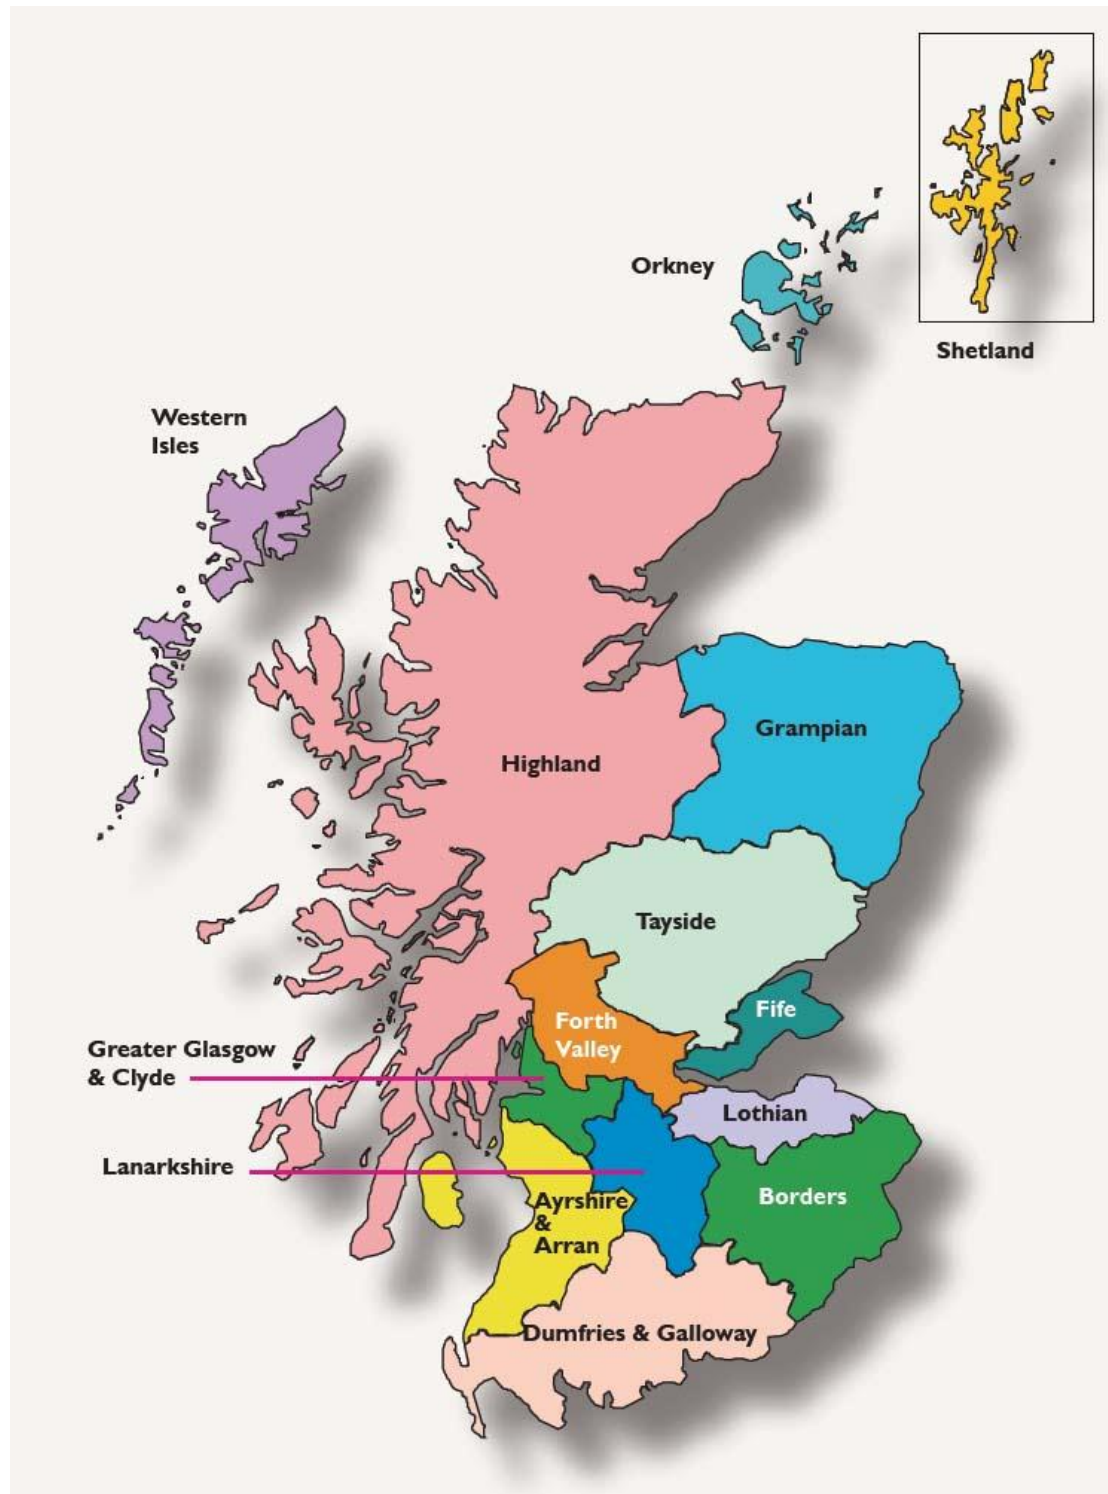 Orkney
Shetland
Western
Isles
Grampian
Highland
Tayside
Fife
Forth
Valley
Greater Glasgow
& Clyde
Lothian
Lanarkshire
Borders
Ayrshire
&
Arran
Dumfries & Galloway